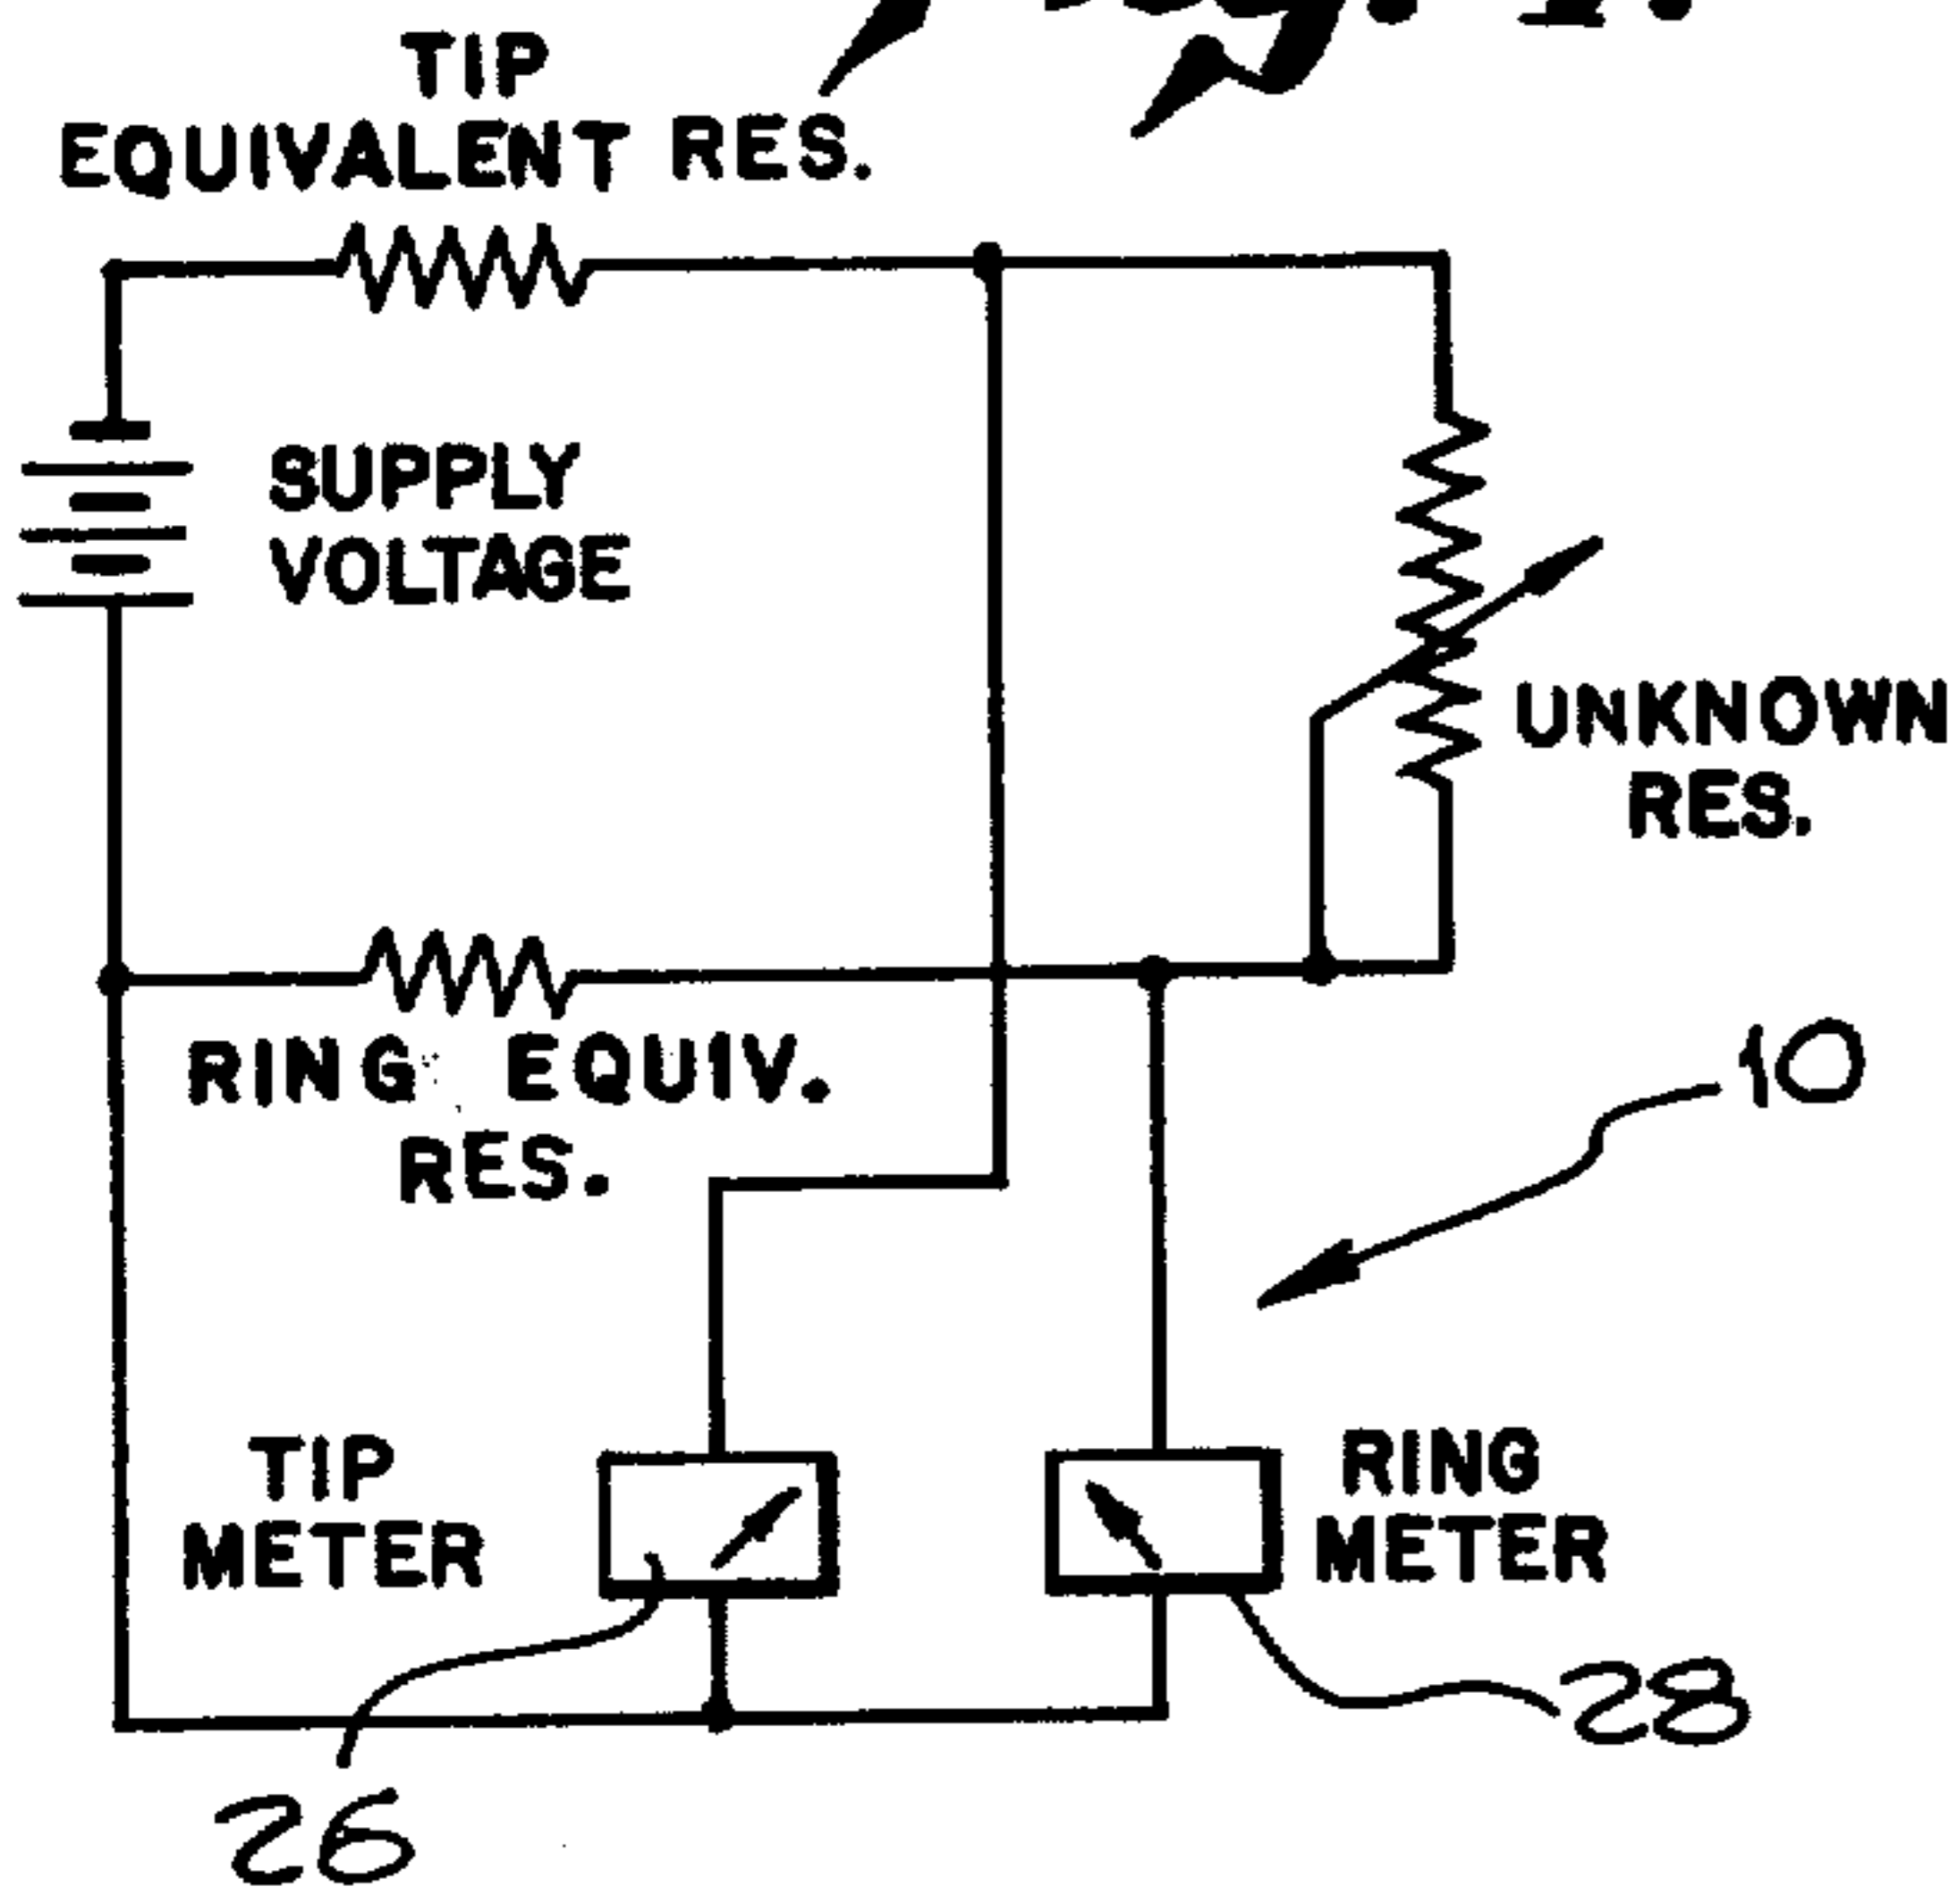 TIP
EQUIVALENT RES.
SUPPLY
VOLTAGE
UNKNOWN
RES.
RING EQUIV.
RES.
10
TIP
METER
RING
METER
28
26